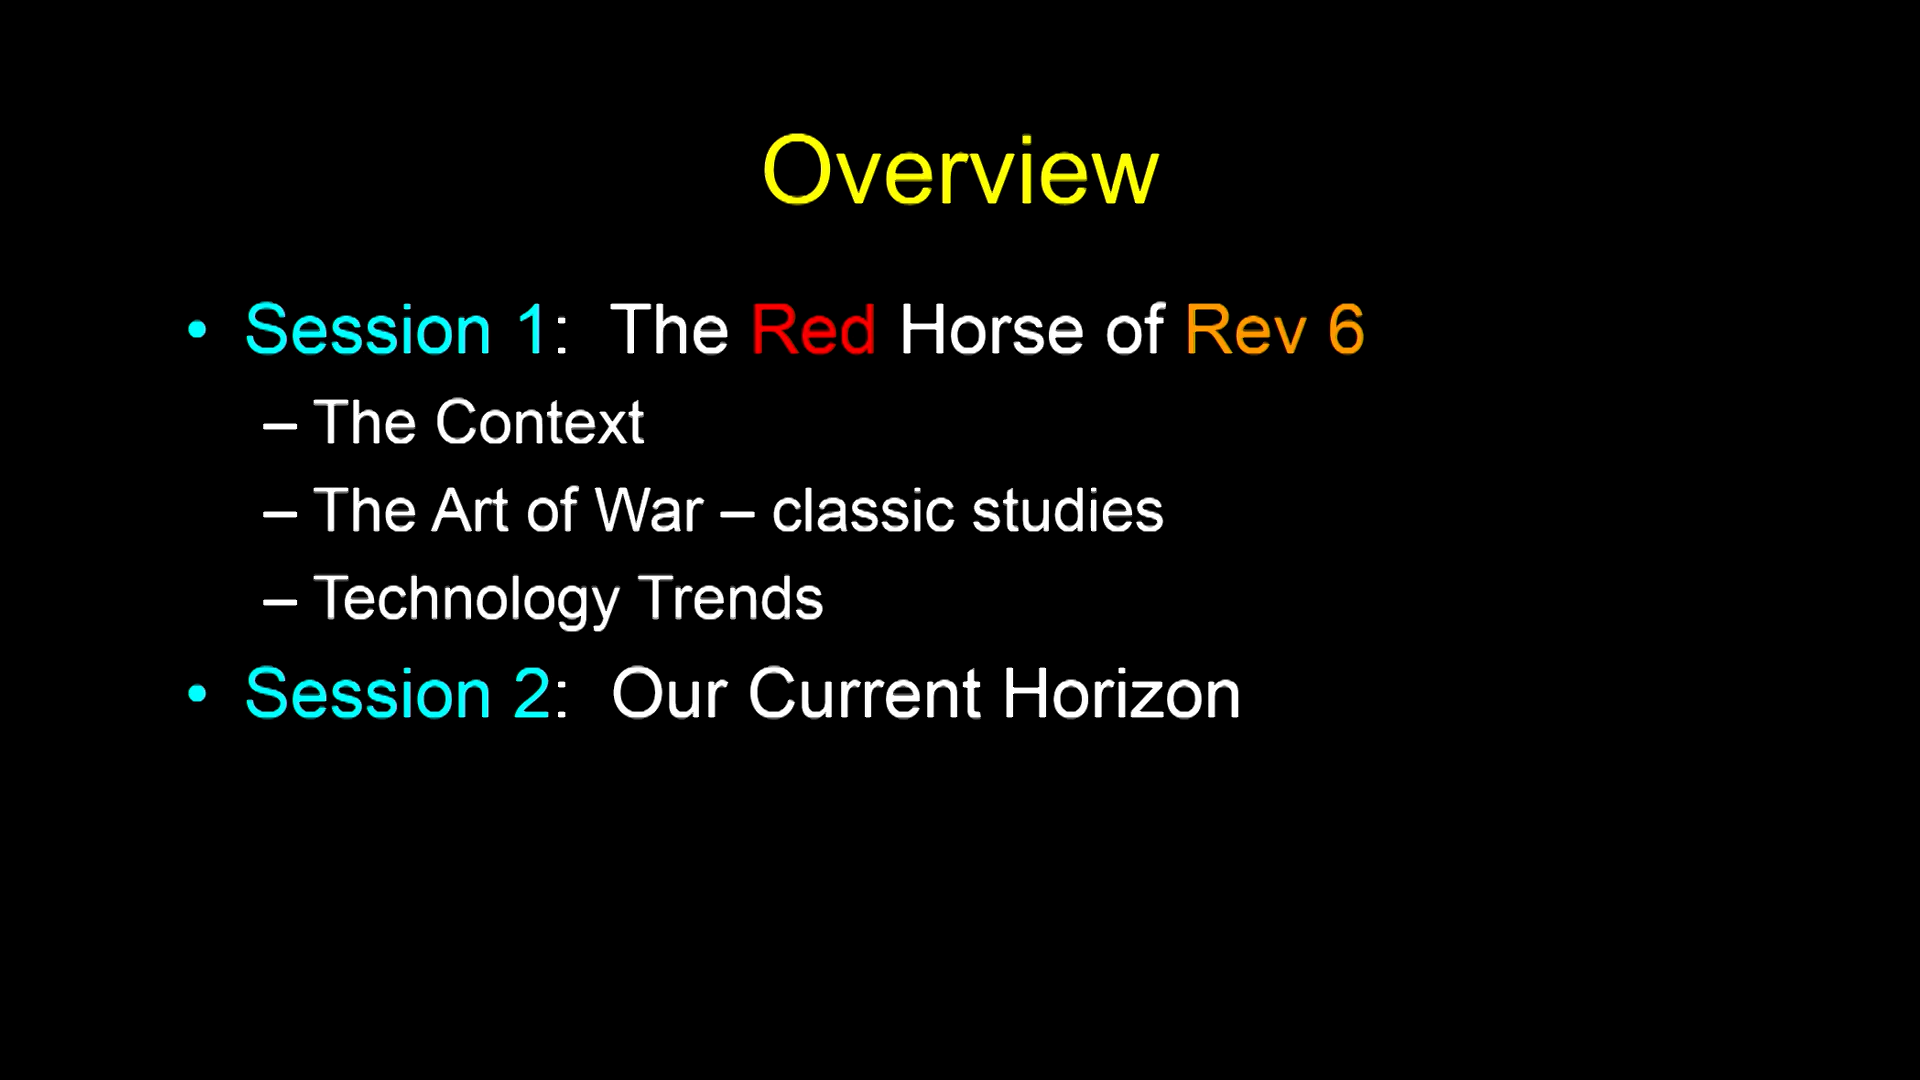 Overview
• Session 1: The Red Horse of Rev 6
– The Context
– The Art of War – classic studies
– Technology Trends
• Session 2: Our Current Horizon